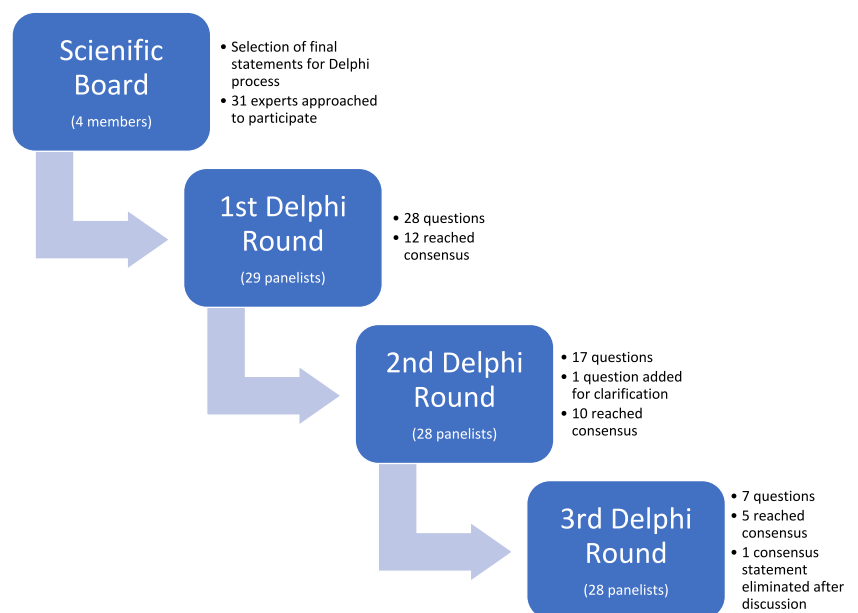 Scienific
Board
(4 members)
• Selection of final
statements for Delphi
process
• 31 experts approached
to participate
1st Delphi
Round
(29 panelists)
• 28 questions
• 12 reached
consensus
2nd Delphi
Round
(28 panelists)
• 17 questions
• 1 question added
for clarification
• 10 reached
consensus
3rd Delphi
Round
(28 panelists)
• 7 questions
• 5 reached
consensus
• 1 consensus
statement
eliminated after
discussion